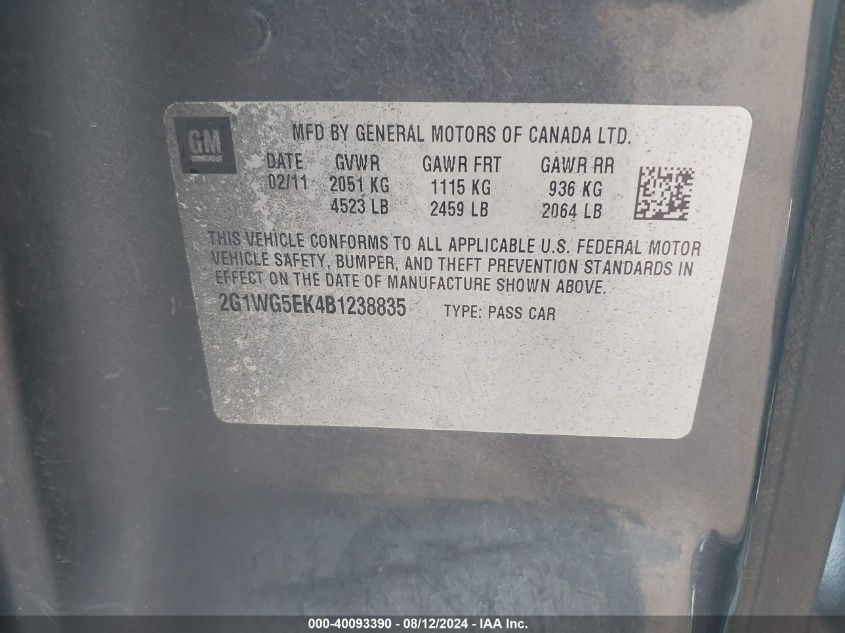 GM
MFD BY GENERAL MOTORS OF CANADA LTD.
DATE GVWR GAWR FRT GAWR RR
02/11 2051 KG 1115 KG 936 KG
4523 LB 2459 LB 2064 LB
THIS VEHICLE CONFORMS TO ALL APPLICABLE U.S. FEDERAL MOTOR
VEHICLE SAFETY, BUMPER, AND THEFT PREVENTION STANDARDS IN
EFFECT ON THE DATE OF MANUFACTURE SHOWN ABOVE.
2G1WG5EK4B1238835 TYPE: PASS CAR
000-40093390 - 08/12/2024 - IAA Inc.